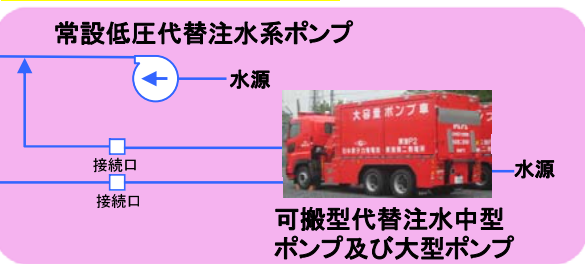 常設低圧代替注水系ポンプ
水源
大容量ポンプ車
接続口
水源
接続口
可搬型代替注水中型
ポンプ及び大型ポンプ